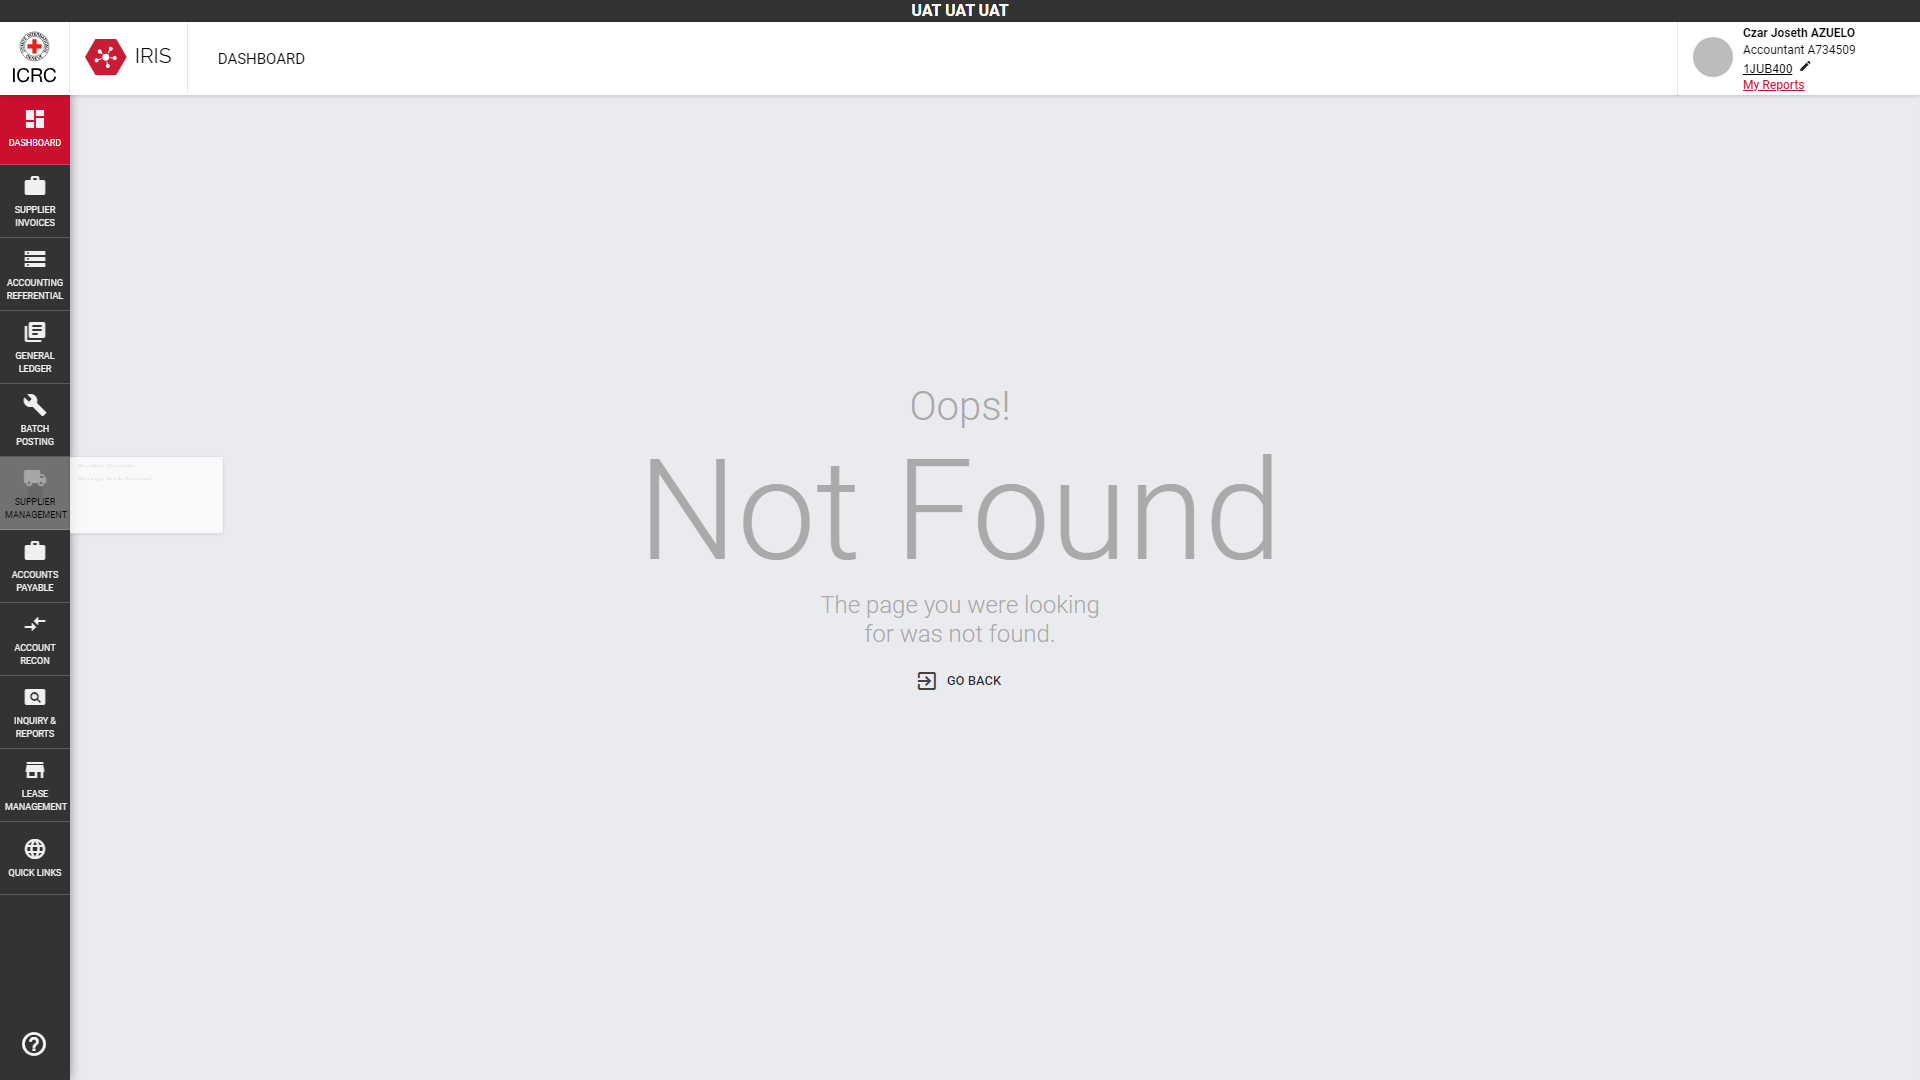 UAT UAT UAT
ICRC
IRIS
DASHBOARD
Czar Joseth AZUELO
Accountant A734509
1JUB400
My Reports
DASHBOARD
SUPPLIER
INVOICES
ACCOUNTING
REFERENTIAL
GENERAL
LEDGER
BATCH
POSTING
SUPPLIER
MANAGEMENT
ACCOUNTS
PAYABLE
ACCOUNT
RECON
INQUIRY &
REPORTS
LEASE
MANAGEMENT
QUICK LINKS
Oops!
Not Found
The page you were looking
for was not found.
GO BACK